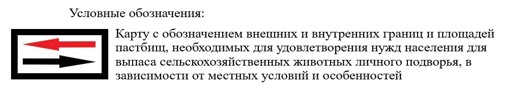 Условные обозначения:
Карту с обозначением внешних и внутренних границ и площадей
пастбищ, необходимых для удовлетворения нужд населения для
выпаса сельскохозяйственных животных личного подворья, в
зависимости от местных условий и особенностей